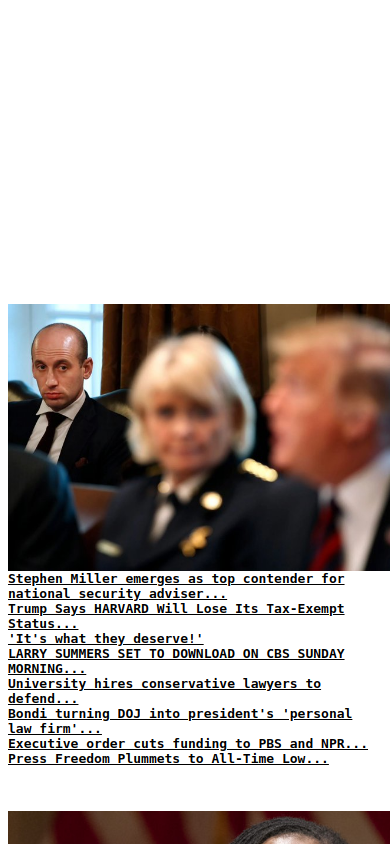 Stephen Miller emerges as top contender for
national security adviser...
Trump Says HARVARD Will Lose Its Tax-Exempt
Status...
'It's what they deserve!'
LARRY SUMMERS SET TO DOWNLOAD ON CBS SUNDAY
MORNING...
University hires conservative lawyers to
defend...
Bondi turning DOJ into president's 'personal
law firm'...
Executive order cuts funding to PBS and NPR...
Press Freedom Plummets to All-Time Low...